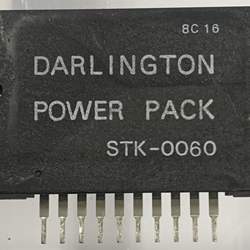 8C 16
DARLINGTON
POWER PACK
STK-0060